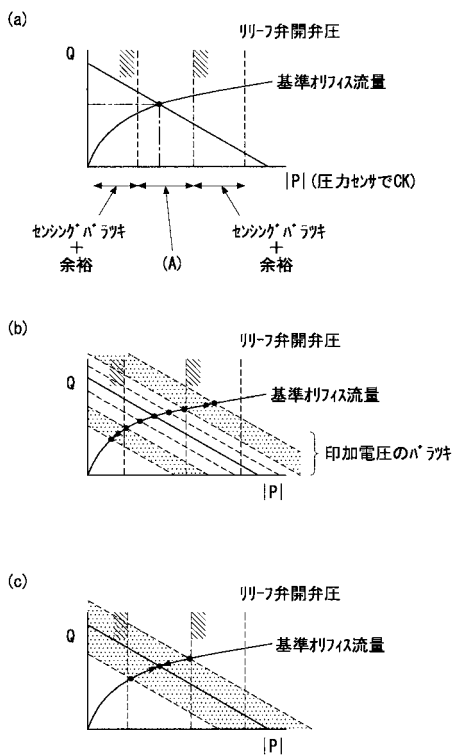 (a)
リリーフ弁開弁圧
Q
基準オリフィス流量
|P| (圧力センサでCK)
センシングバラツキ
+
余裕
(A)
センシングバラツキ
+
余裕
(b)
リリーフ弁開弁圧
Q
基準オリフィス流量
印加電圧のバラツキ
|P|
(c)
リリーフ弁開弁圧
Q
基準オリフィス流量
|P|